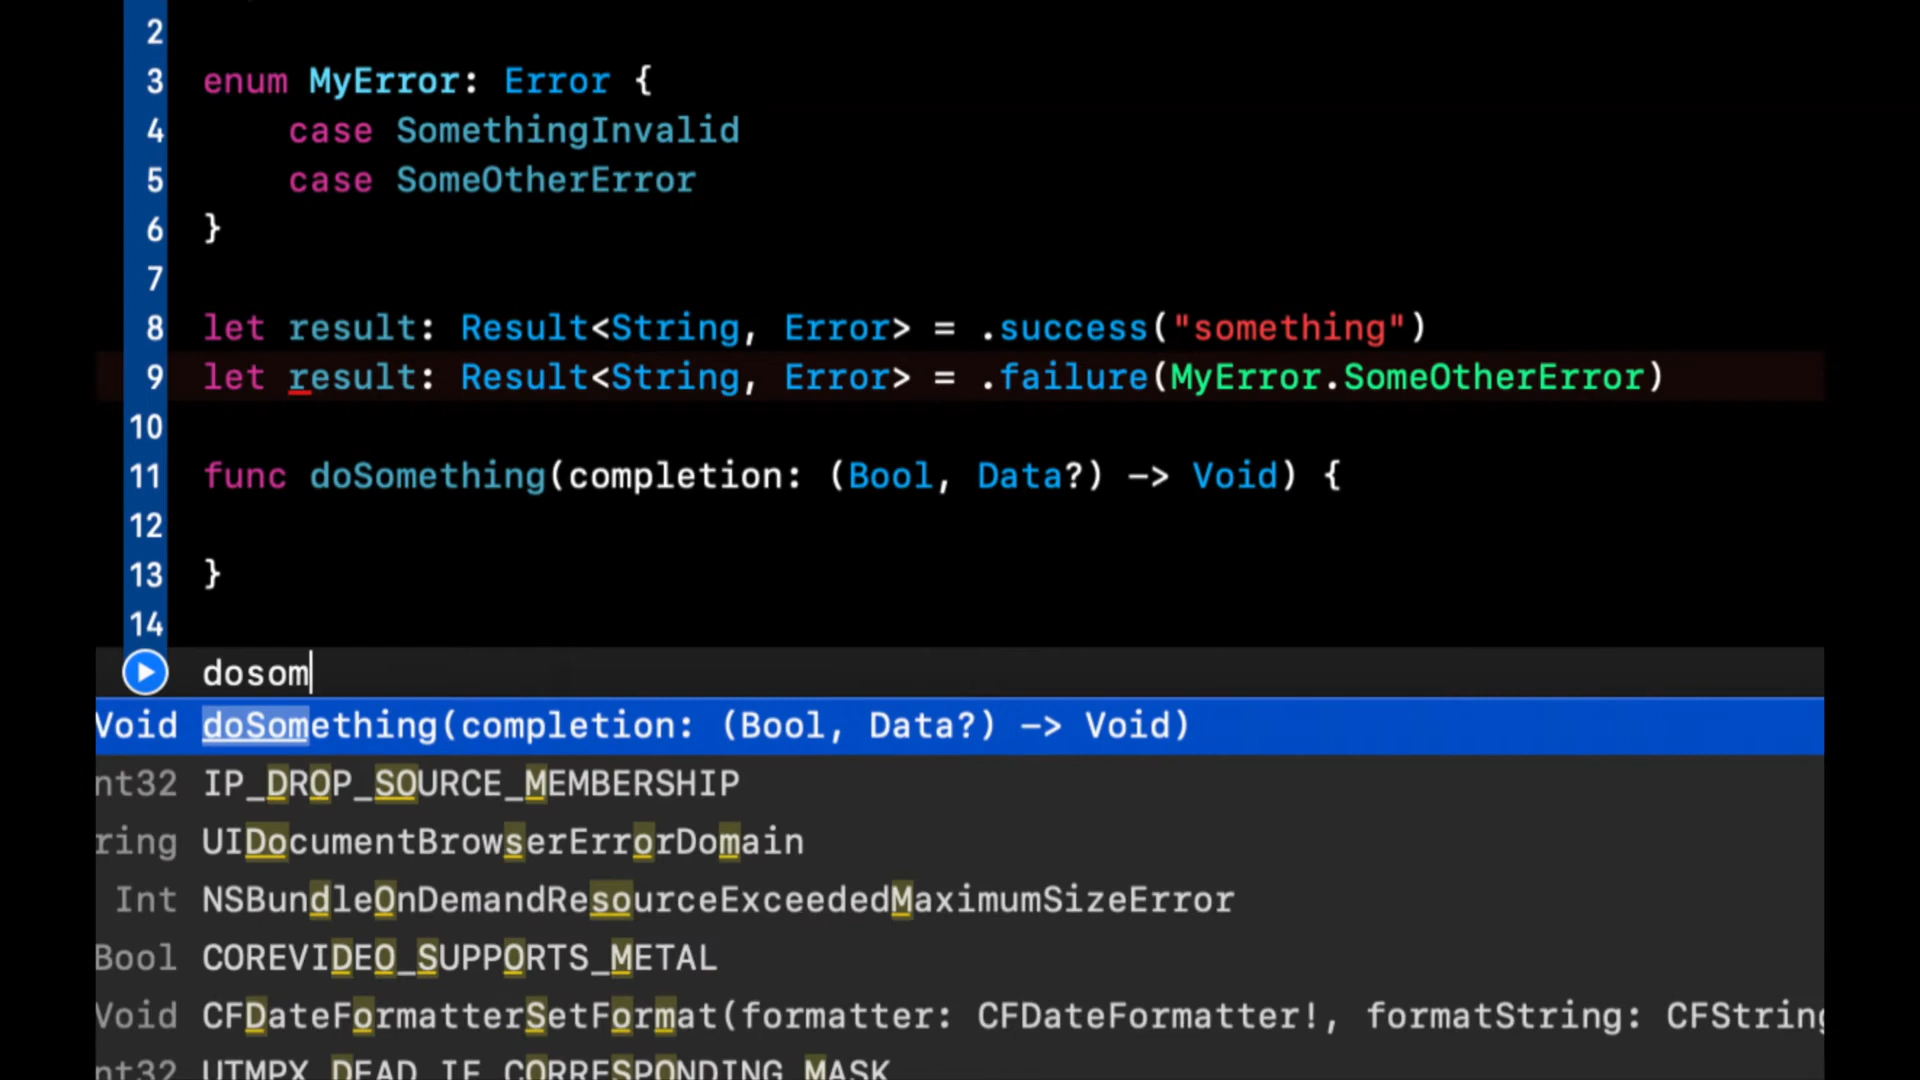 2
3 enum MyError: Error {
4 case SomethingInvalid
5 case SomeOtherError
6 }
7
8 let result: Result<String, Error> = .success("something")
9 let result: Result<String, Error> = .failure(MyError.SomeOtherError)
10
11 func doSomething(completion: (Bool, Data?) -> Void) {
12
13 }
14
dosom
Void doSomething(completion: (Bool, Data?) -> Void)
nt32 IP_DROP_SOURCE_MEMBERSHIP
ring UIDocumentBrowserErrorDomain
Int NSBundleOnDemandResourceExceededMaximumSizeError
Bool COREVIDEO_SUPPORTS_METAL
Void CFDateFormatterSetFormat(formatter: CFDateFormatter!, formatString: CFString
nt32 UTMPX_DEAD_IF_CORRESPONDING_MASK